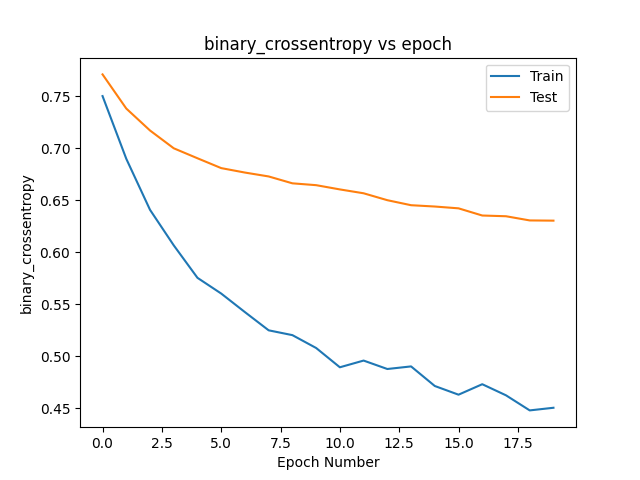 binary_crossentropy vs epoch
Train
Test
0.75
0.70
0.65
0.60
0.55
0.50
0.45
binary_crossentropy
0.0 2.5 5.0 7.5 10.0 12.5 15.0 17.5
Epoch Number